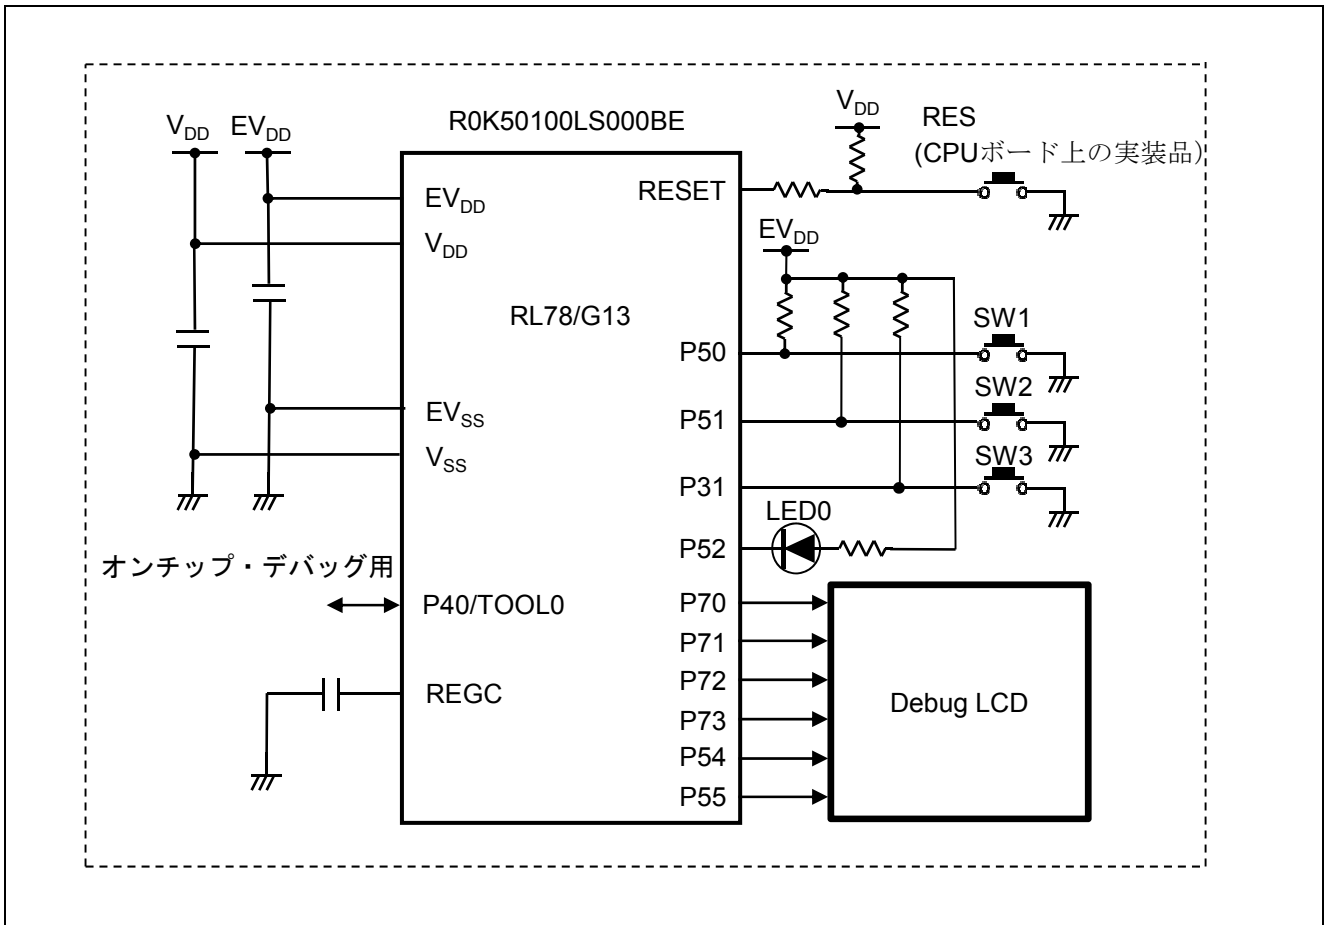 R0K50100LS000BE
VDD
EVDD
VDD
RES
(CPUボード上の実装品)
EVDD
VDD
RL78/G13
RESET
EVDD
P50
SW1
EVSS
VSS
P51
SW2
P31
SW3
LED0
P52
オンチップ・デバッグ用
P40/TOOL0
REGC
P70
P71
P72
P73
P54
P55
Debug LCD